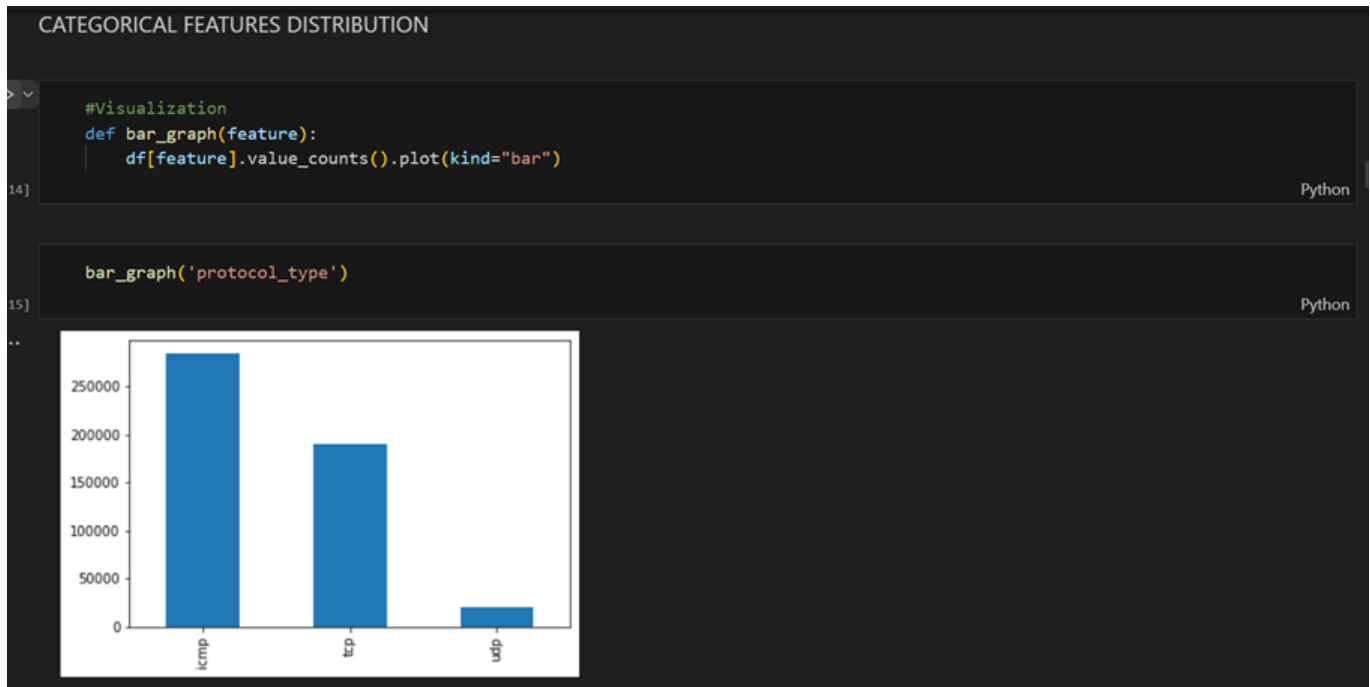 CATEGORICAL FEATURES DISTRIBUTION
#Visualization
def bar_graph(feature):
    df[feature].value_counts().plot(kind="bar")
14]
Python
bar_graph('protocol_type')
15]
Python
250000
200000
150000
100000
50000
0
icmp
tcp
udp